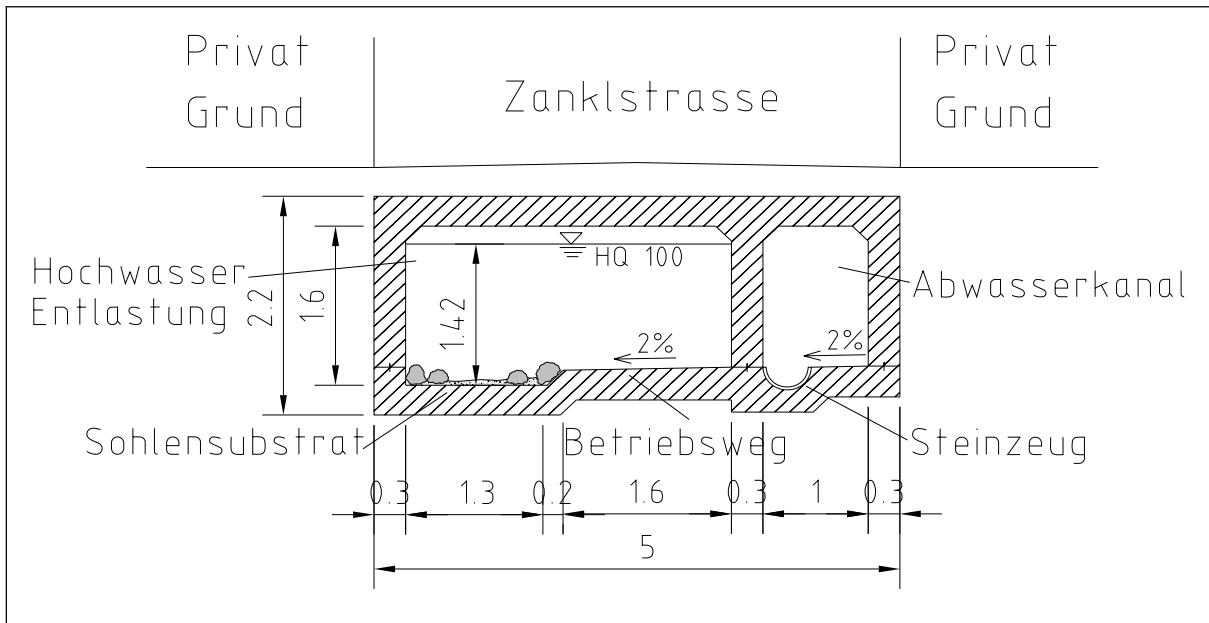 Privat
Grund
Zanklstrasse
Privat
Grund
HQ 100
Hochwasser
Entlastung
2.2
1.6
1.42
Abwasserkanal
2%
2%
Sohlensubstrat
Betriebsweg
Steinzeug
0.3 1.3 0.2 1.6 0.3 1 0.3
5